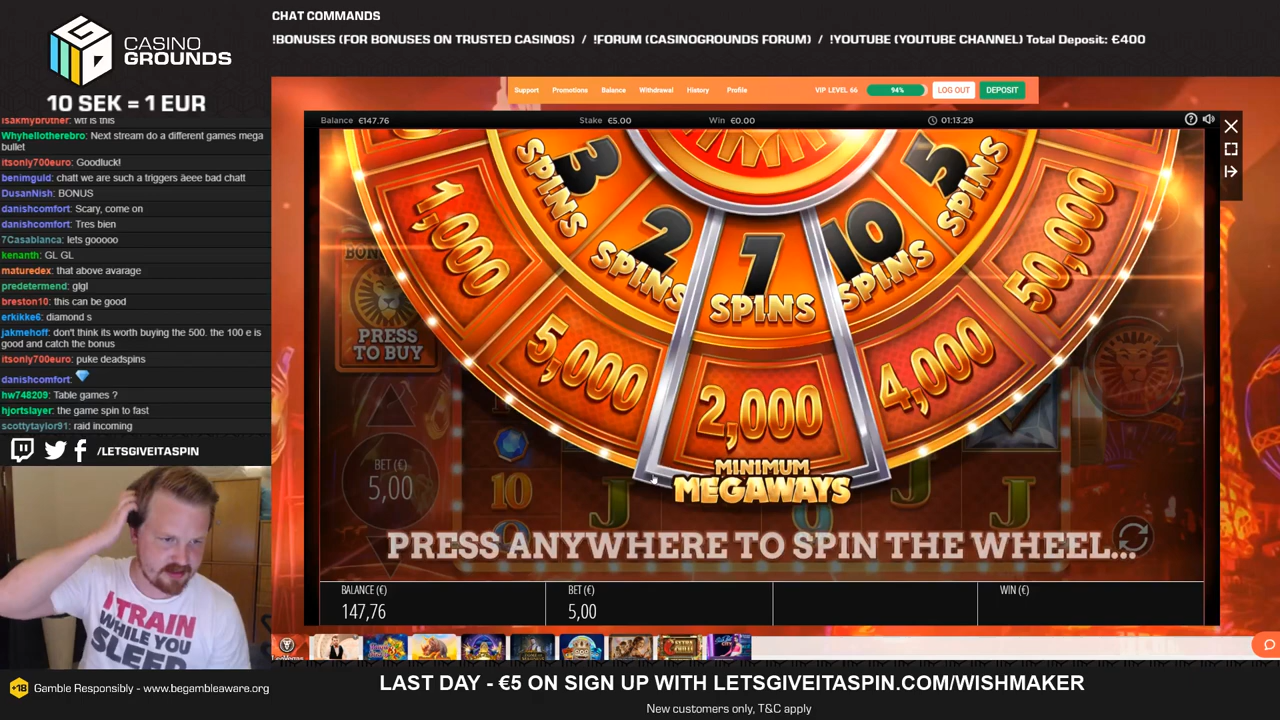 CHAT COMMANDS
!BONUSES (FOR BONUSES ON TRUSTED CASINOS) / !FORUM (CASINOGROUNDS FORUM) / !YOUTUBE (YOUTUBE CHANNEL) Total Deposit: €400
CASINO
GROUNDS
10 SEK = 1 EUR
isakmybruther: wtf is this
Whyhellotherebro: Next stream do a different games mega
bullet
itsonly700euro: Goodluck!
benimguld: chatt we are such a triggers äeee bad chatt
DusanNish: BONUS
danishcomfort: Scary, come on
danishcomfort: Tres bien
7Casablanca: lets gooooo
kenanth: GL GL
maturedex: that above avarage
predetermend: glgl
breston10: this can be good
erkikke6: diamond s
jakmehoff: don't think its worth buying the 500. the 100 e is
good and catch the bonus
itsonly700euro: puke deadspins
danishcomfort:
hw748209: Table games ?
hjortslayer: the game spin to fast
scottytaylor91: raid incoming
/LETSGIVEITASPIN
I TRAIN
WHILE YOU
SLEEP
+18 Gamble Responsibly - www.begambleaware.org
Support Promotions Balance Withdrawal History Profile VIP LEVEL 66 94% LOG OUT DEPOSIT
Balance €147.76 Stake €5.00 Win €0.00 01:13:29
3 SPINS
2 SPINS
7 SPINS
10 SPINS
5 SPINS
1,000
5,000
2,000
4,000
50,000
MINIMUM
MEGAWAYS
BONUS
PRESS
TO BUY
BET (€)
5,00
10
J
J
J
PRESS ANYWHERE TO SPIN THE WHEEL...
BALANCE (€) BET (€) WIN (€)
147,76 5,00
LAST DAY - €5 ON SIGN UP WITH LETSGIVEITASPIN.COM/WISHMAKER
New customers only, T&C apply